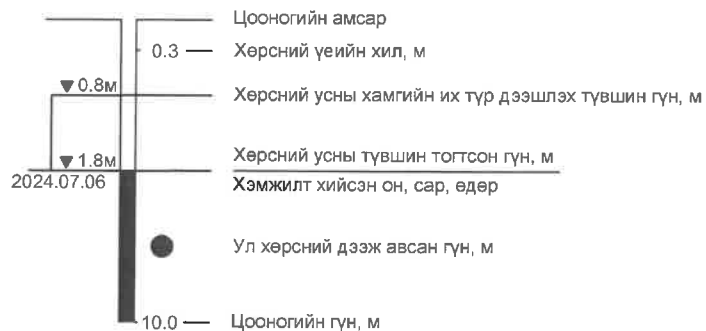 Цооногийн амсар
0.3 Хөрсний үеийн хил, м
▼0.8м Хөрсний усны хамгийн их түр дээшлэх түвшин гүн, м
▼1.8м Хөрсний усны түвшин тогтсон гүн, м
2024.07.06 Хэмжилт хийсэн он, сар, өдөр
Ул хөрсний дээж авсан гүн, м
10.0 Цооногийн гүн, м